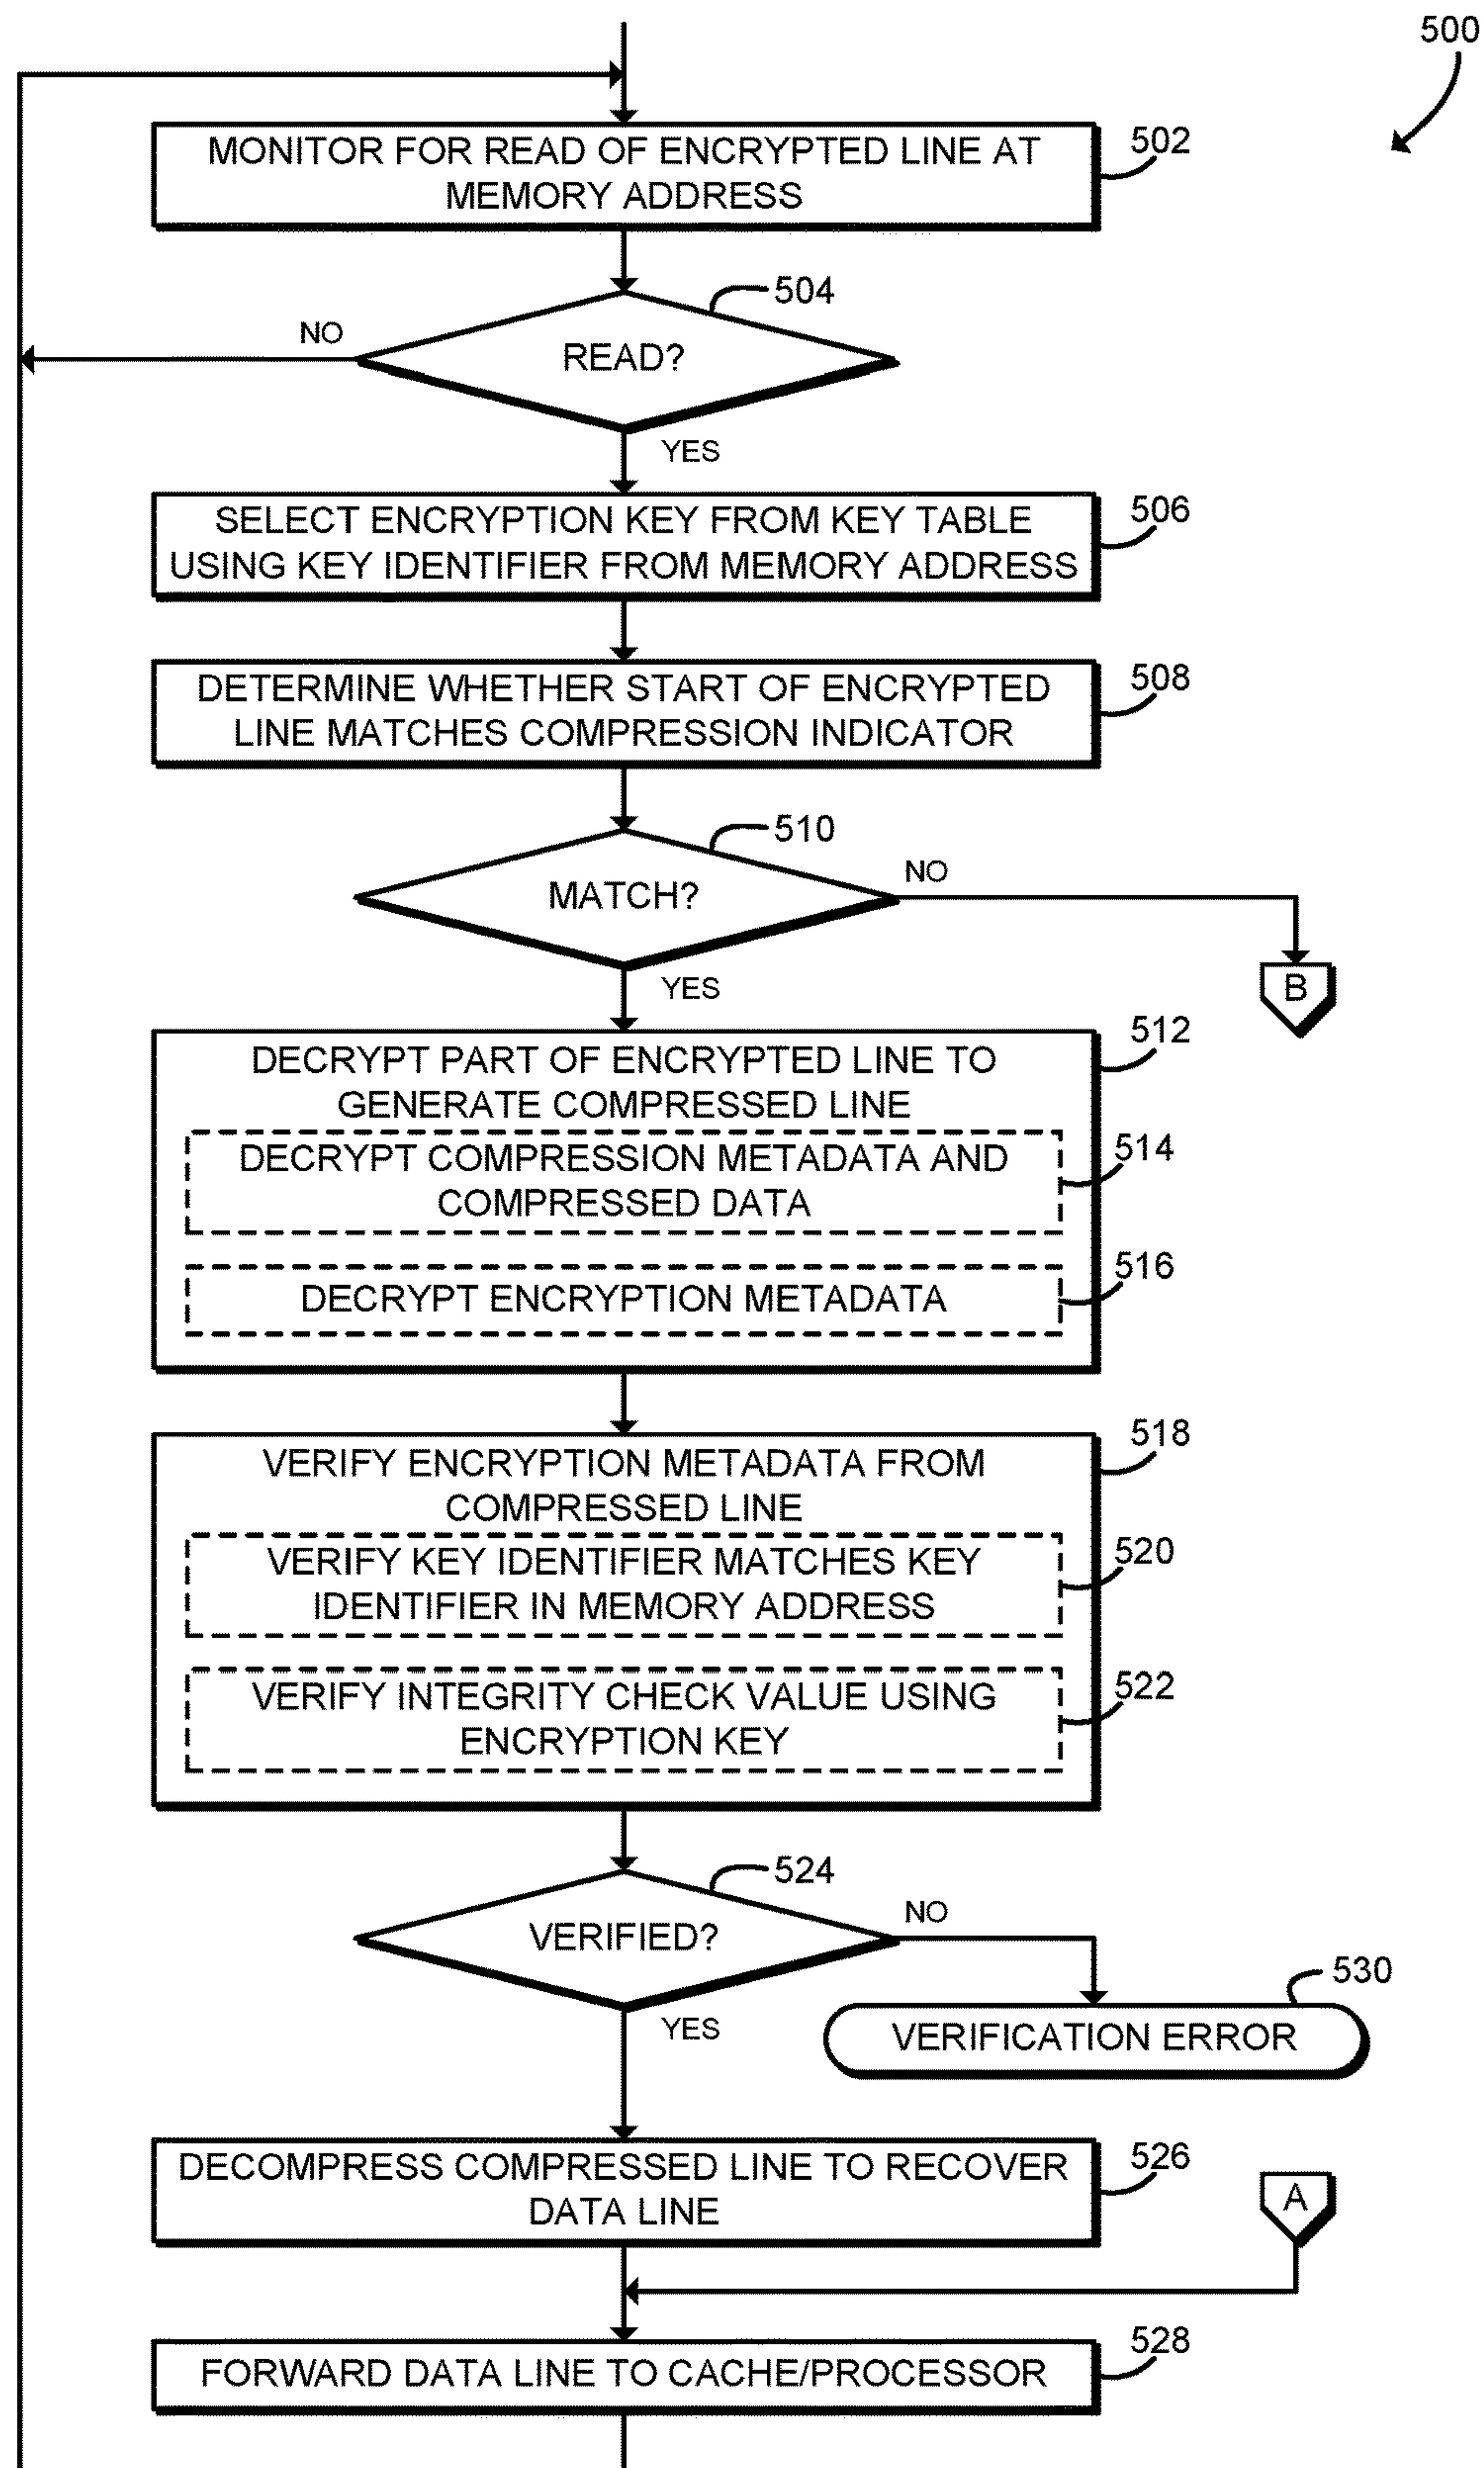 500
MONITOR FOR READ OF ENCRYPTED LINE AT
MEMORY ADDRESS
502
504
READ?
NO
YES
SELECT ENCRYPTION KEY FROM KEY TABLE
USING KEY IDENTIFIER FROM MEMORY ADDRESS
506
DETERMINE WHETHER START OF ENCRYPTED
LINE MATCHES COMPRESSION INDICATOR
508
510
MATCH?
NO
B
YES
DECRYPT PART OF ENCRYPTED LINE TO
GENERATE COMPRESSED LINE
512
DECRYPT COMPRESSION METADATA AND
COMPRESSED DATA
514
DECRYPT ENCRYPTION METADATA
516
VERIFY ENCRYPTION METADATA FROM
COMPRESSED LINE
518
VERIFY KEY IDENTIFIER MATCHES KEY
IDENTIFIER IN MEMORY ADDRESS
520
VERIFY INTEGRITY CHECK VALUE USING
ENCRYPTION KEY
522
524
VERIFIED?
NO
530
VERIFICATION ERROR
YES
DECOMPRESS COMPRESSED LINE TO RECOVER
DATA LINE
526
A
FORWARD DATA LINE TO CACHE/PROCESSOR
528